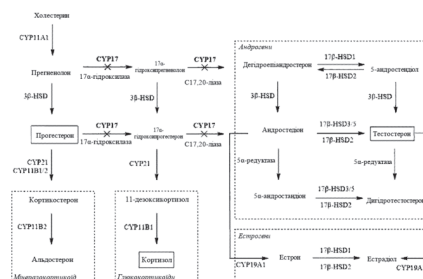 Холестерин
CYP11A1
Прегненолон
CYP17
17α-гідроксилаза
17α-гідроксипрегненолон
CYP17
C17,20-ліаза
3β-HSD
3β-HSD
Прогестерон
CYP17
17α-гідроксилаза
17α-гідроксипрогестерон
CYP17
C17,20-ліаза
CYP21
CYP11B1/2
CYP21
Кортикостерон
CYP11B2
Альдостерон
11-дезоксикортизол
CYP11B1
Кортизол
Мінералокортикоїд
Глюкокортикоїди
Андрогени
Дегідроепіандростерон
17β-HSD1
17β-HSD2
5-андростендіол
3β-HSD
3β-HSD
Андростедіон
17β-HSD3/5
17β-HSD2
Тестостерон
5α-редуктаза
5α-редуктаза
5α-андростандіон
17β-HSD3/5
17β-HSD2
Дигідротестостерон
Естрогени
CYP19A1
Естрон
17β-HSD1
17β-HSD2
Естрадіол
CYP19A